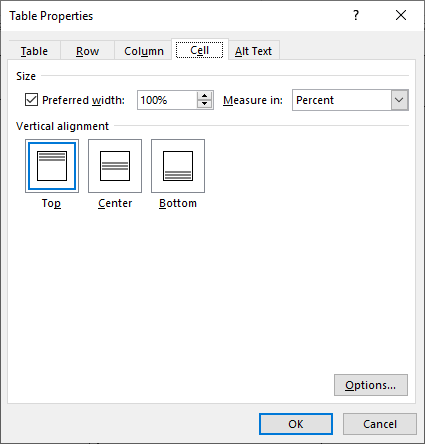 Table Properties ?
Table Row Column Cell Alt Text
Size
Preferred width: 100% Measure in: Percent
Vertical alignment
Top Center Bottom
Options...
OK Cancel